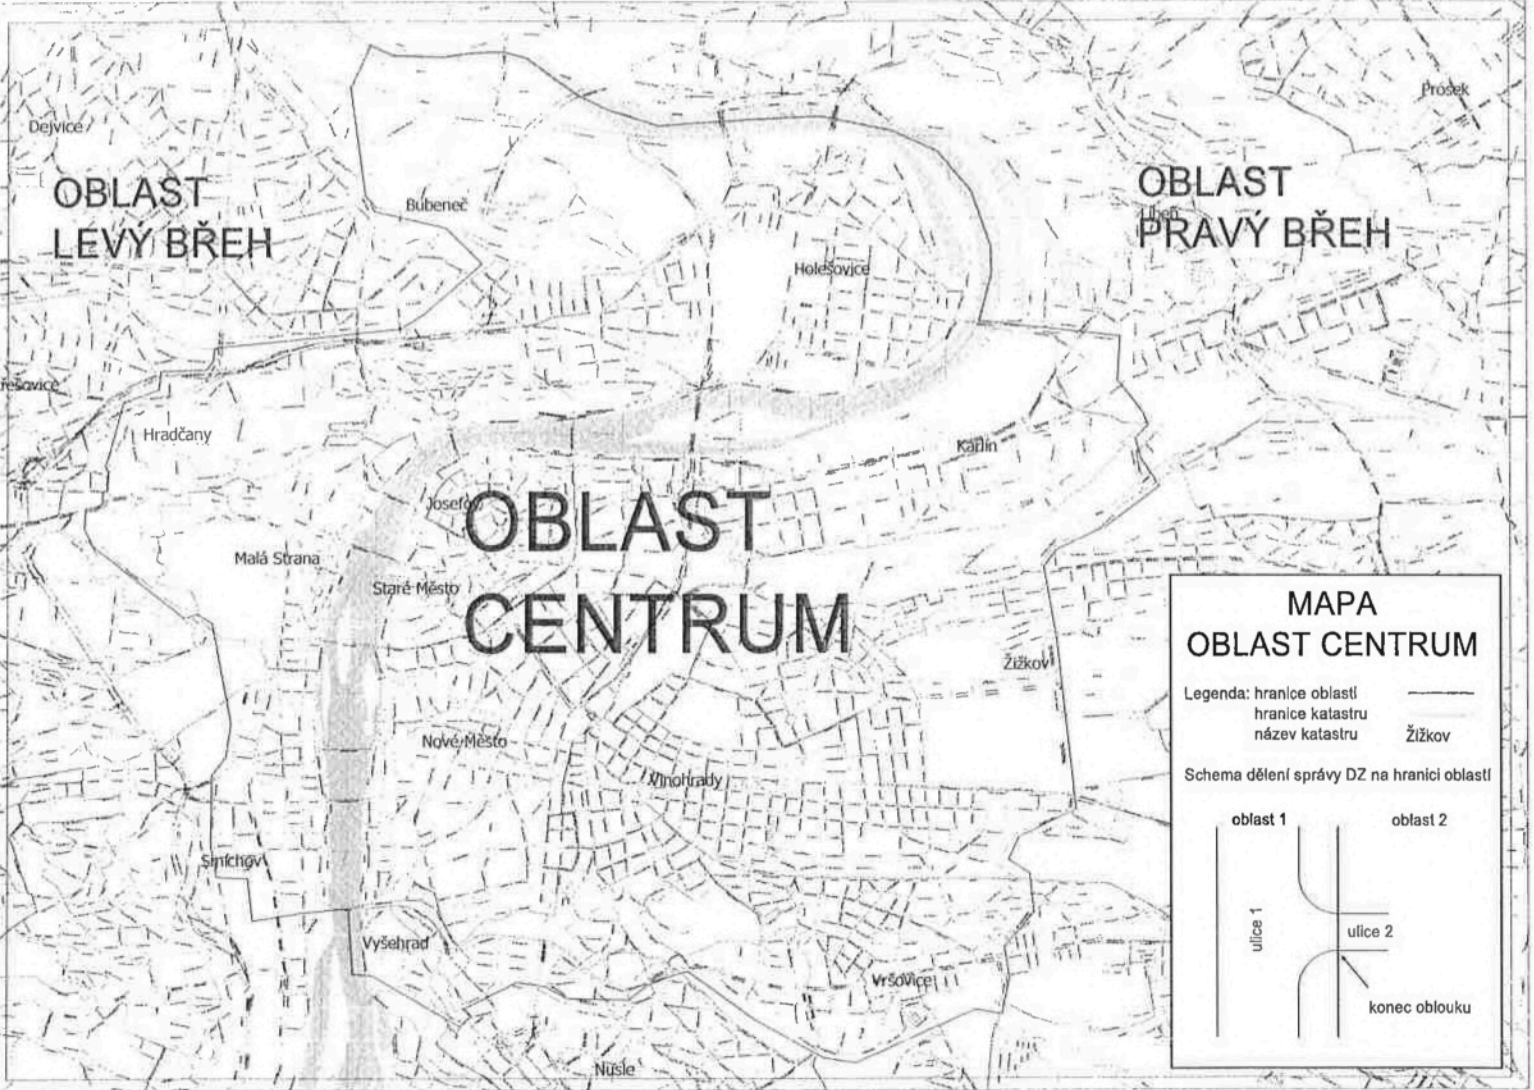 Prosek
Dejvice
OBLAST
LEVÝ BŘEH
Bubeneč
OBLAST
Libeň
PRAVÝ BŘEH
Holešovice
Hradčany
Karlín
Josefov
OBLAST
Malá Strana
Staré Město
CENTRUM
Žižkov
Nové Město
Vinohrady
Smíchov
Vyšehrad
Vršovice
Nusle
MAPA
OBLAST CENTRUM
Legenda: hranice oblastí
hranice katastru
název katastru Žižkov
Schema dělení správy DZ na hranici oblastí
oblast 1 oblast 2
ulice 1
ulice 2
konec oblouku